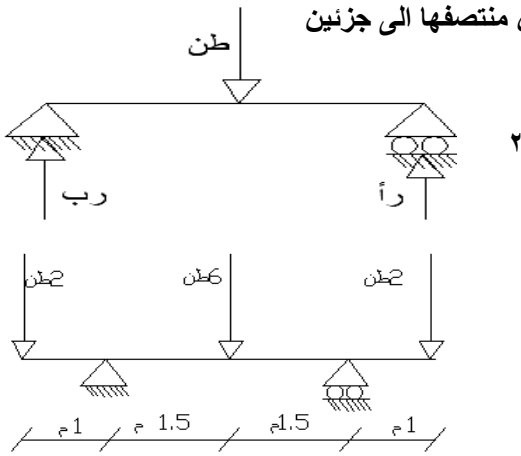 منتصفها الى جزئين
طن
٢
رأ
رب
2طن
6طن
2طن
1م
1.5م
1.5 م
1م